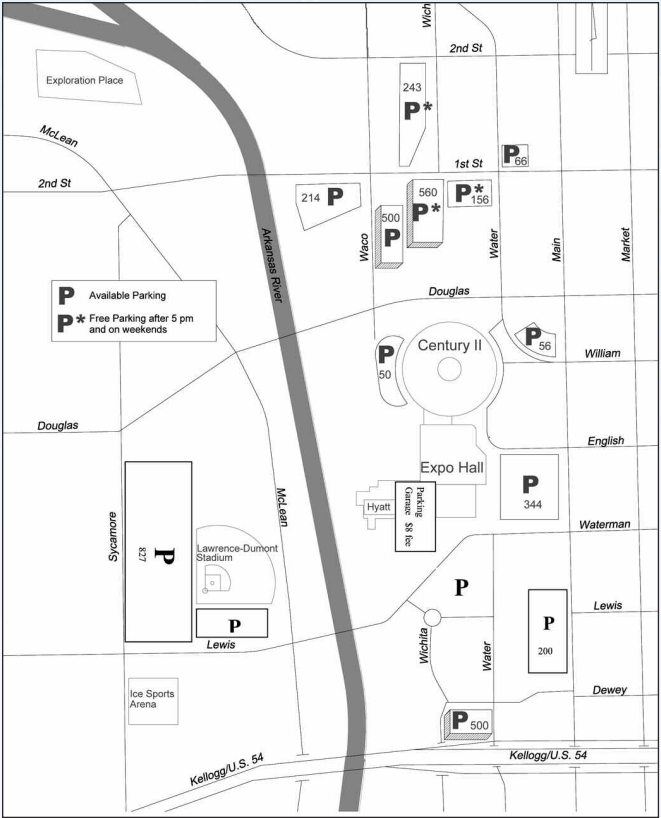 Wich
2nd St
Exploration Place
243
P*
McLean
P
66
1st St
2nd St
214 P
560
P*
P*
156
500
P
Waco
Water
Main
Market
Arkansas River
P Available Parking
P* Free Parking after 5 pm
and on weekends
Douglas
Century II
P
50
P
56
William
Douglas
English
Expo Hall
P
344
Hyatt
Parking
Garage $8 fee
McLean
Sycamore
P
827
Lawrence-Dumont
Stadium
Waterman
P
P
Lewis
P
200
Lewis
Wichita
Water
Ice Sports
Arena
Dewey
P 500
Kellogg/U.S. 54
Kellogg/U.S. 54